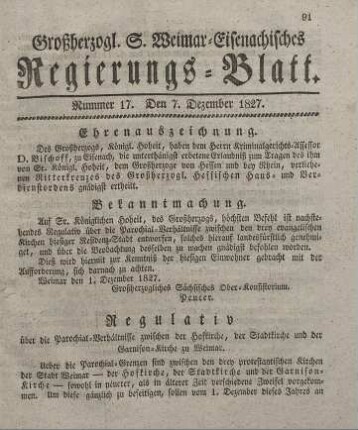 91
Großherzogl. S. Weimar-Eisenachisches
Regierungs-Blatt.
Nummer 17. Den 7. Dezember 1827.
Ehrenauszeichnung.
Des Großherzogs, Königl. Hoheit, haben dem Herrn Kriminalgerichts-Assessor
D. Bischoff, zu Eisenach, die unterthänigst erbetene Erlaubniß zum Tragen des ihm
von Sr. Königl. Hoheit, dem Großherzoge von Hessen und bey Rhein, verliehe-
nen Ritterkreuzes des Großherzogl. Hessischen Haus- und Ver-
dienstordens gnädigst ertheilt.
Bekanntmachung.
Auf Sr. Königlichen Hoheit, des Großherzogs, höchsten Befehl ist nachste-
hendes Regulativ über die Parochial-Verhältnisse zwischen den drey evangelischen
Kirchen hiesiger Residenz-Stadt entworfen, solches hierauf landesfürstlich genehmi-
get, und über die Beobachtung desselben zu wachen gnädigst befohlen worden.
Dieß wird hiermit zur Kenntniß der hiesigen Einwohner gebracht mit der
Aufforderung, sich darnach zu achten.
Weimar den 1. Dezember 1827.
Großherzogliches Sächsisches Ober-Konsistorium.
Peucer.
Regulativ
über die Parochial-Verhältnisse zwischen der Hofkirche, der Stadtkirche und der
Garnison-Kirche zu Weimar.
Ueber die Parochial-Grenzen sind zwischen den drey protestantischen Kirchen
der Stadt Weimar — der Hofkirche, der Stadtkirche und der Garnison-
Kirche — sowohl in neuerer, als in älterer Zeit verschiedene Zweifel vorgekom-
men. Um diese gänzlich zu beseitigen, sollen vom 1. Dezember dieses Jahres an